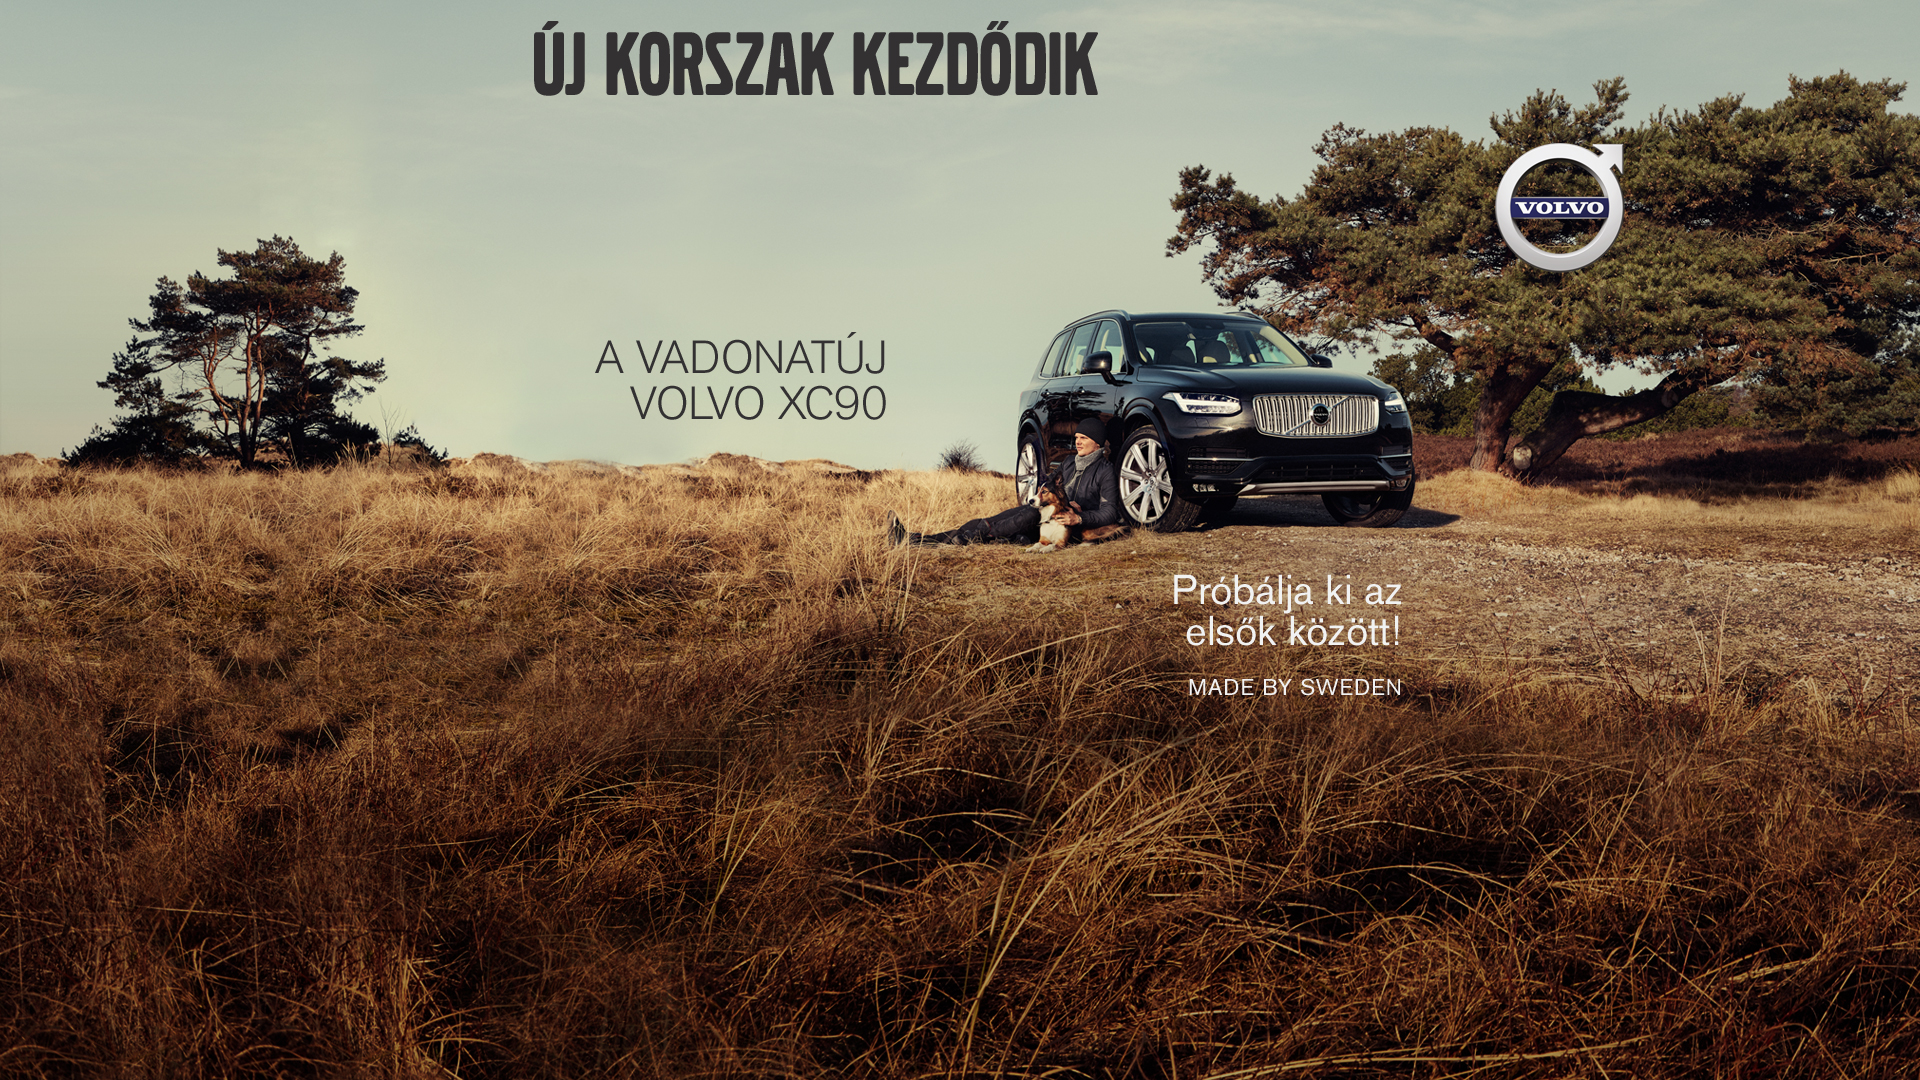 ÚJ KORSZAK KEZDŐDIK
VOLVO
A VADONATÚJ
VOLVO XC90
Próbálja ki az
elsők között!
MADE BY SWEDEN